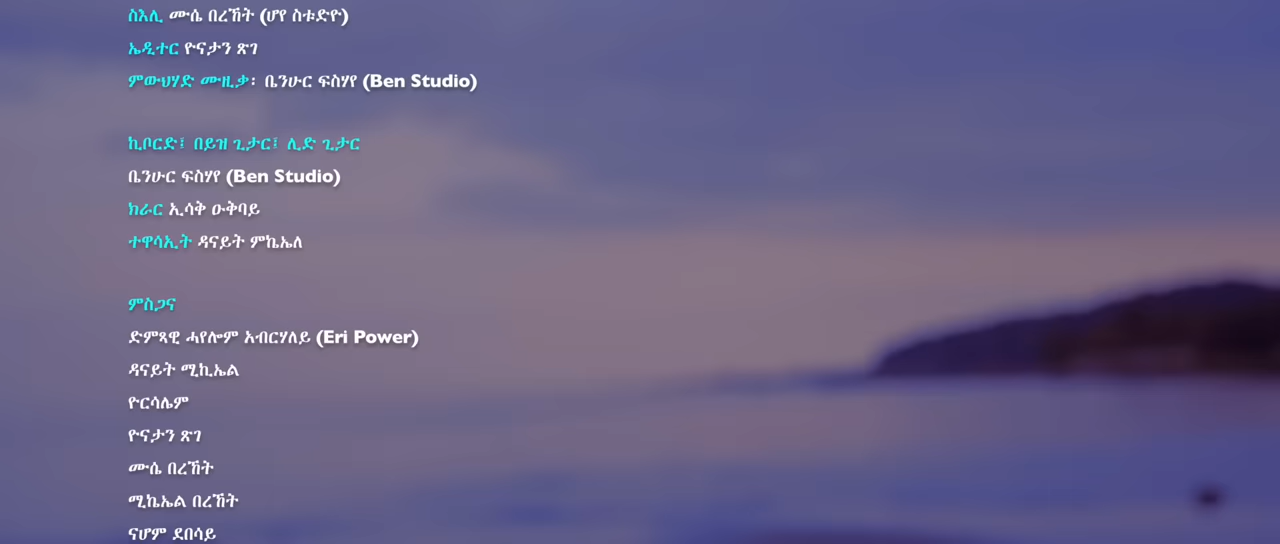 ስእሊ ሙሴ በረኸት (ሆየ ስቱድዮ)
ኤዲተር ዮናታን ጽገ
ምውህሃድ ሙዚቃ፡ ቤንሁር ፍስሃየ (Ben Studio)
ኪቦርድ፤ በይዝ ጊታር፤ ሊድ ጊታር
ቤንሁር ፍስሃየ (Ben Studio)
ክራር ኢሳቅ ዑቅባይ
ተዋሳኢት ዳናይት ምኬኤለ
ምስጋና
ድምጻዊ ሓየሎም አብርሃለይ (Eri Power)
ዳናይት ሚኪኤል
ዮርሳሌም
ዮናታን ጽገ
ሙሴ በረኸት
ሚኬኤል በረኸት
ናሆም ደበሳይ